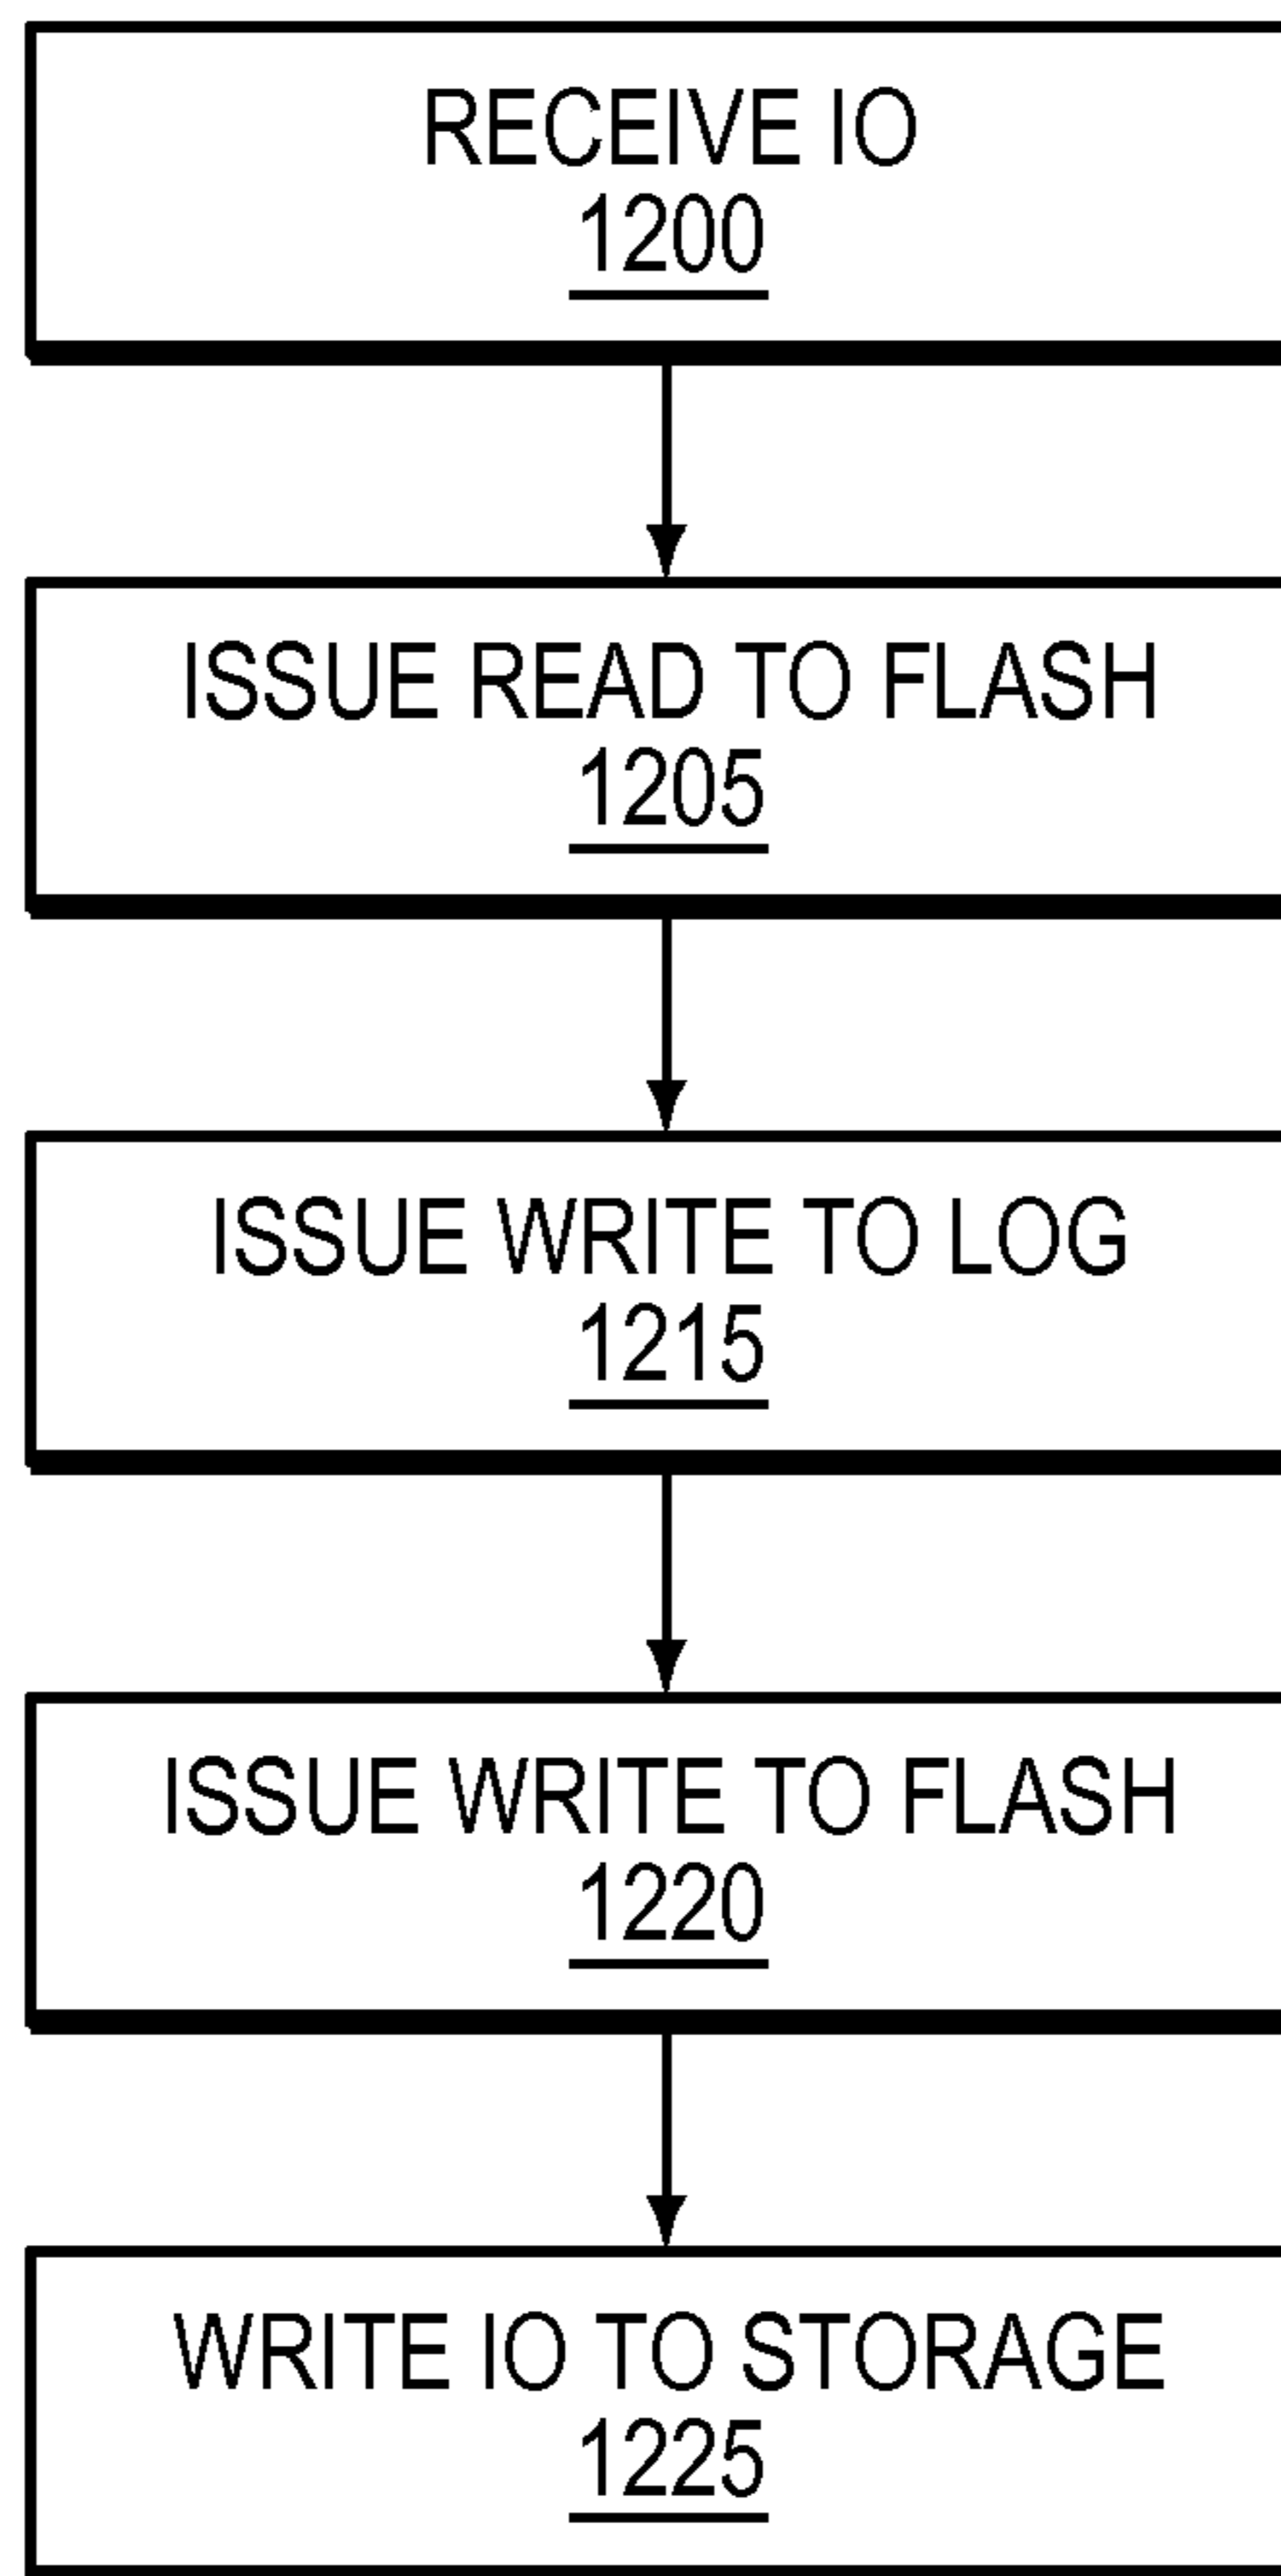 RECEIVE IO
1200
ISSUE READ TO FLASH
1205
ISSUE WRITE TO LOG
1215
ISSUE WRITE TO FLASH
1220
WRITE IO TO STORAGE
1225